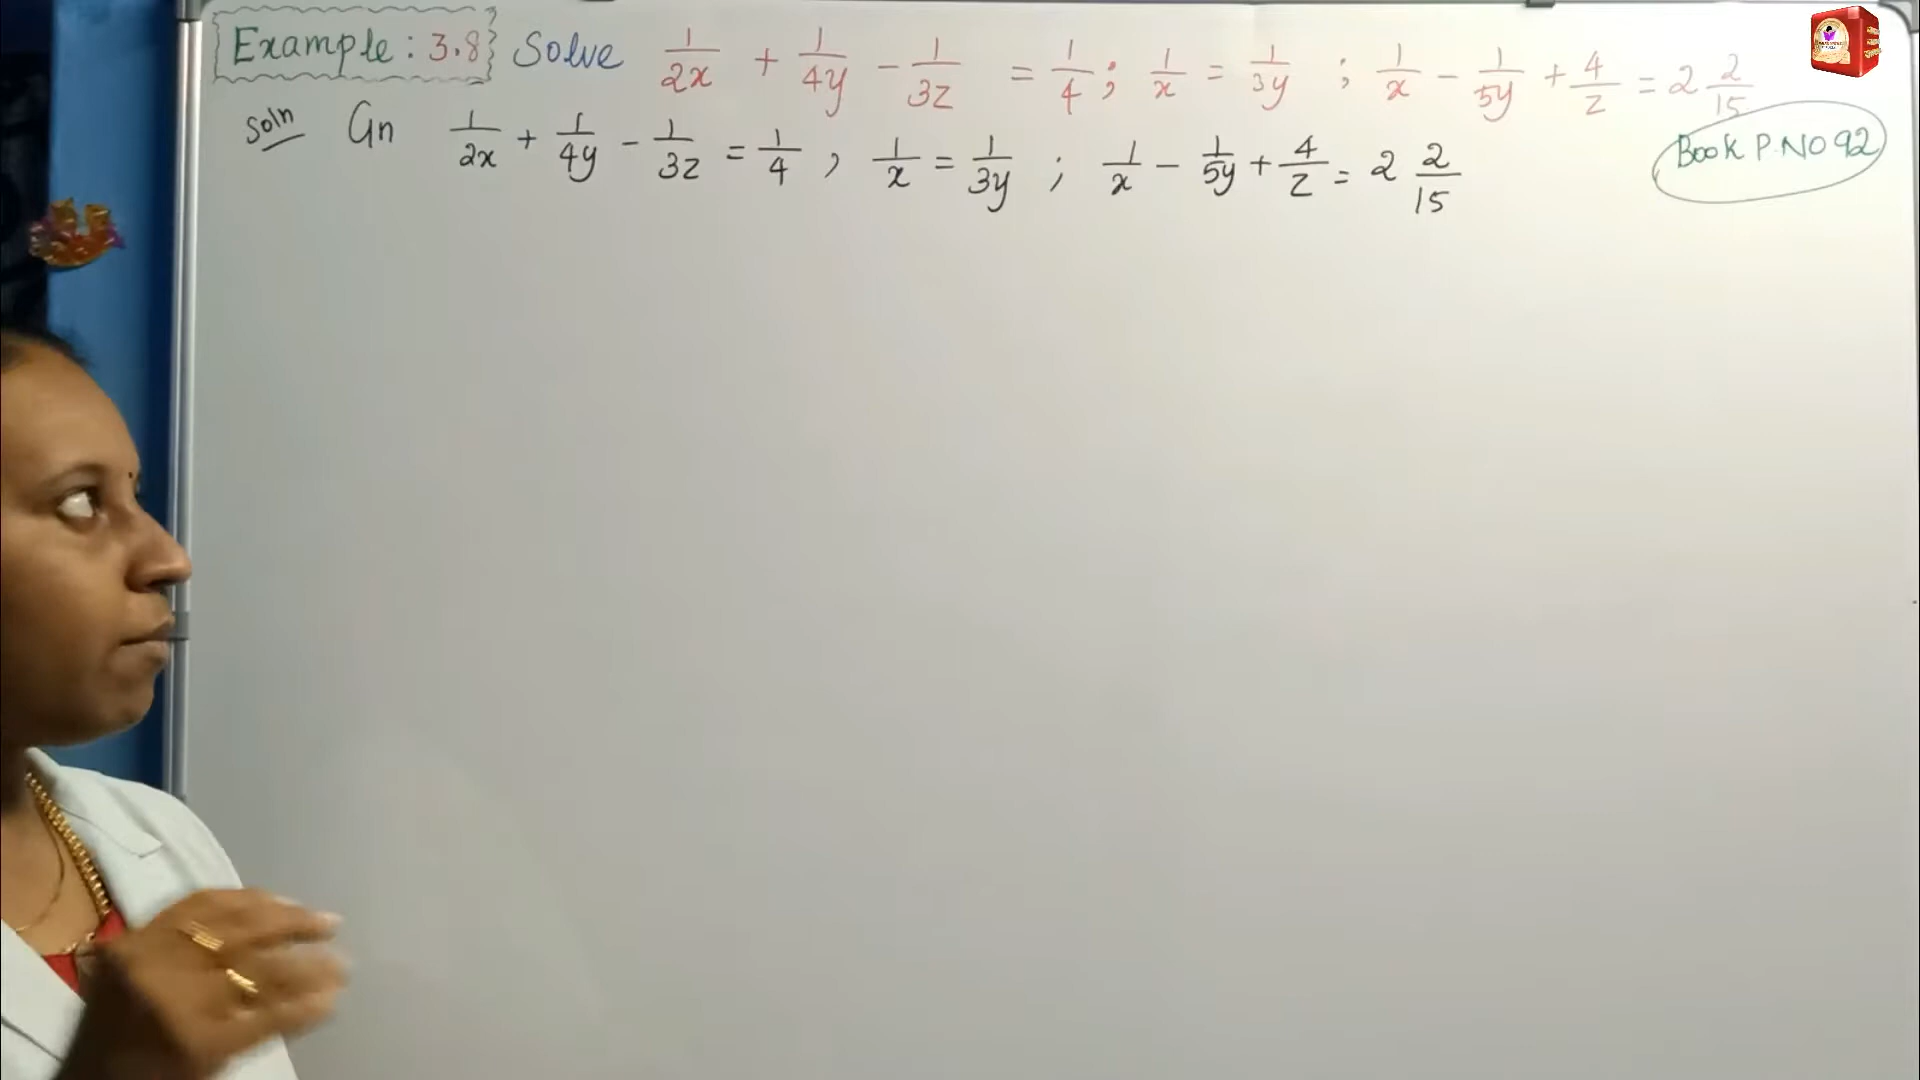 Example: 3.8 Solve 1/2x + 1/4y - 1/3z = 1/4 ; 1/x = 1/3y ; 1/x - 1/5y + 4/z = 2 2/15
Soln Gn 1/2x + 1/4y - 1/3z = 1/4 , 1/x = 1/3y ; 1/x - 1/5y + 4/z = 2 2/15
Book P.NO 92